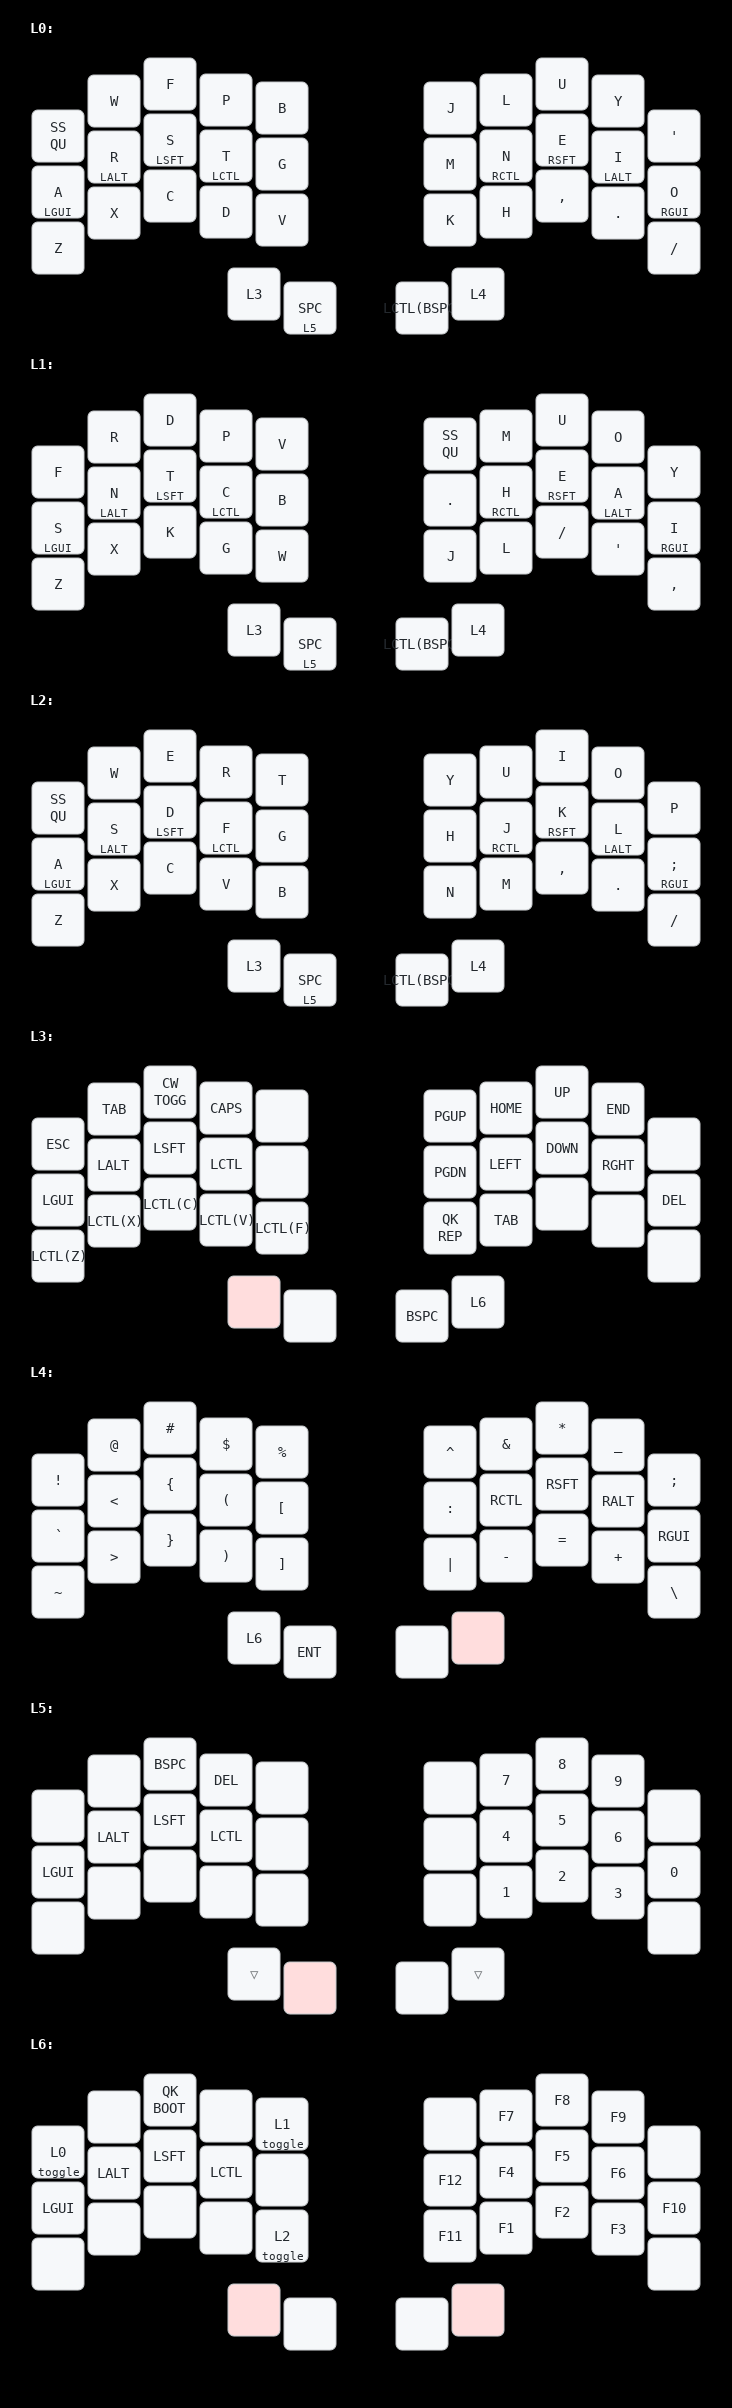 L0:
SS QU W F P B J L U Y '
A LGUI R LALT S LSFT T LCTL G M N RCTL E RSFT I LALT O RGUI
Z X C D V K H , . /
L3 SPC L5 LCTL(BSP L4
L1:
F R D P V SS QU M U O Y
S LGUI N LALT T LSFT C LCTL B . H RCTL E RSFT A LALT I RGUI
Z X K G W J L / ' ,
L3 SPC L5 LCTL(BSP L4
L2:
SS QU W E R T Y U I O P
A LGUI S LALT D LSFT F LCTL G H J RCTL K RSFT L LALT ; RGUI
Z X C V B N M , . /
L3 SPC L5 LCTL(BSP L4
L3:
ESC TAB CW TOGG CAPS PGUP HOME UP END
LGUI LALT LSFT LCTL PGDN LEFT DOWN RGHT DEL
LCTL(Z) LCTL(X) LCTL(C) LCTL(V) LCTL(F) QK REP TAB
BSPC L6
L4:
! @ # $ % ^ & * _ ;
` < { ( [ : RCTL RSFT RALT RGUI
~ > } ) ] | - = + \
L6 ENT
L5:
BSPC DEL 7 8 9
LGUI LALT LSFT LCTL 4 5 6 0
1 2 3
▽ ▽
L6:
L0 toggle QK BOOT L1 toggle F7 F8 F9
LGUI LALT LSFT LCTL F12 F4 F5 F6 F10
L2 toggle F11 F1 F2 F3